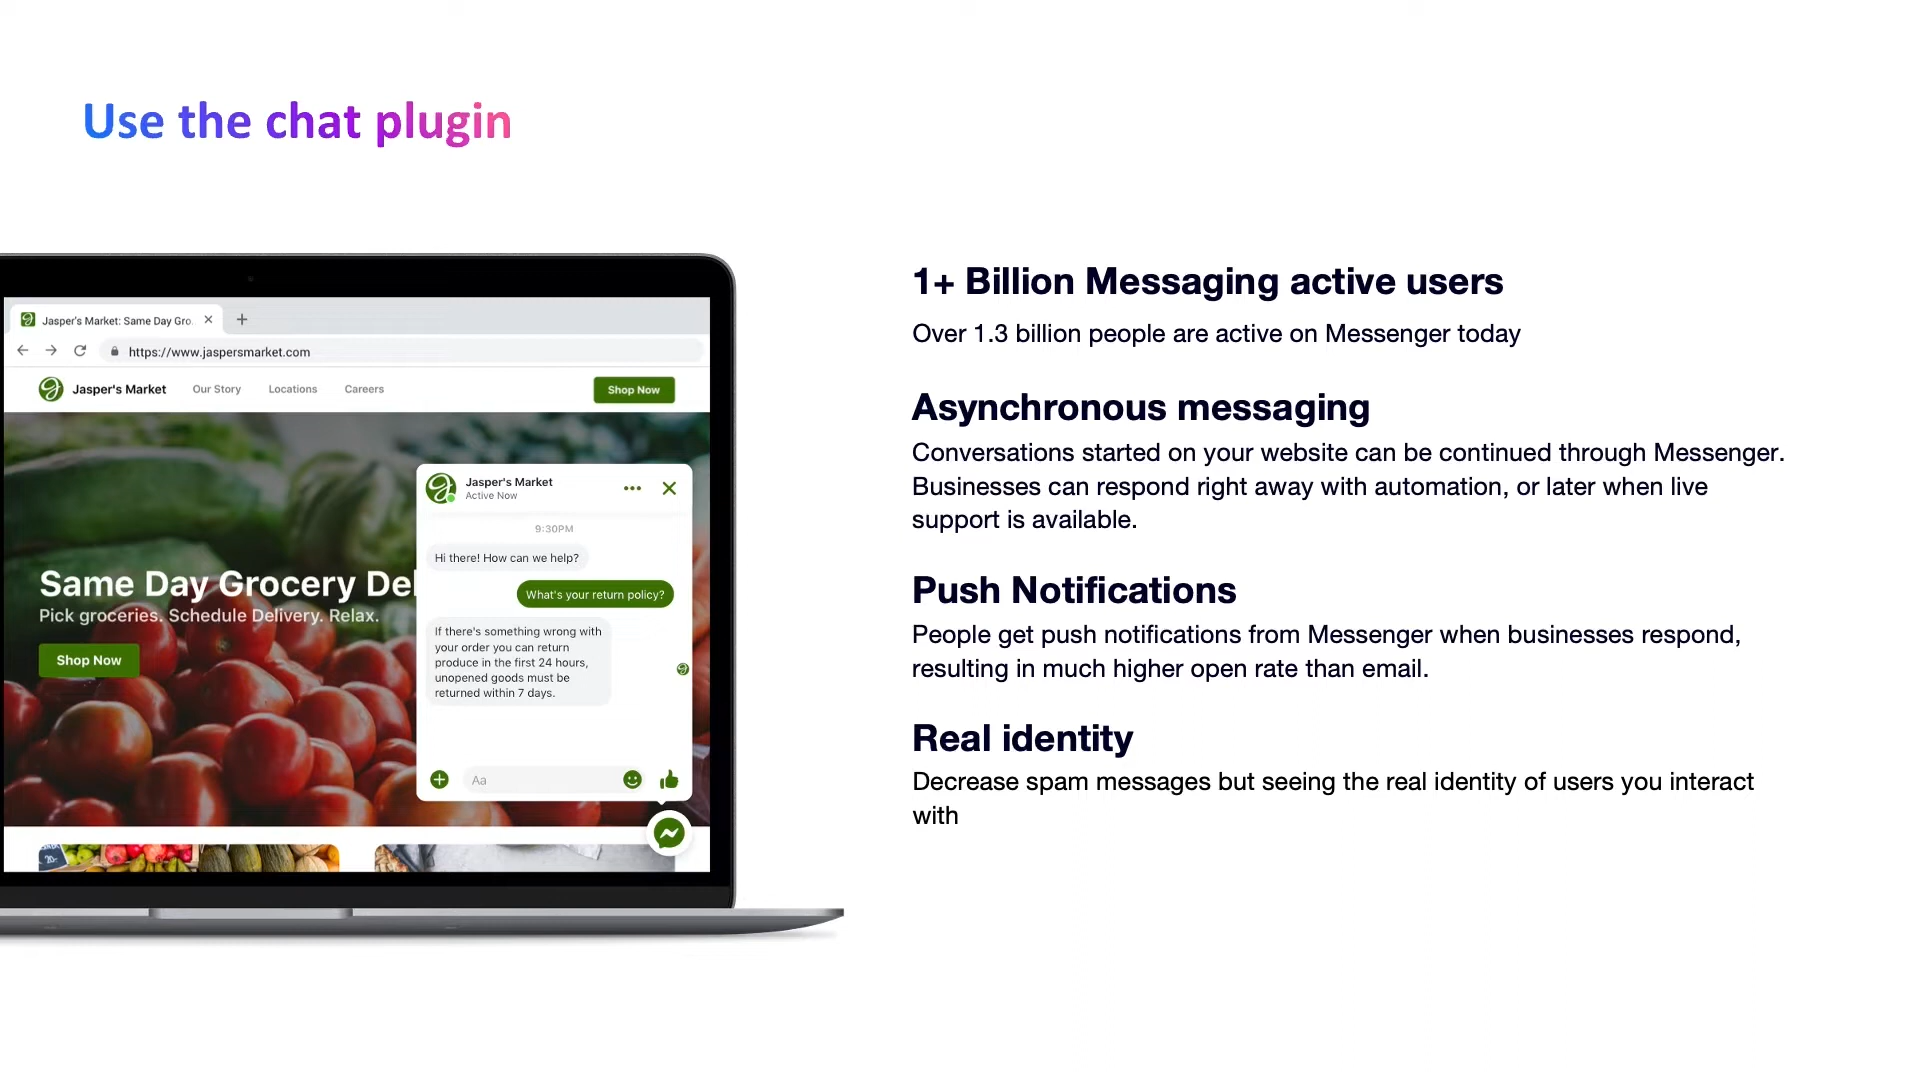 Use the chat plugin
Jasper's Market: Same Day Gro
https://www.jaspersmarket.com
Jasper's Market
Our Story
Locations
Careers
Shop Now
Same Day Grocery Del
Pick groceries. Schedule Delivery. Relax.
Shop Now
Jasper's Market
Active Now
9:30PM
Hi there! How can we help?
What's your return policy?
If there's something wrong with
your order you can return
produce in the first 24 hours,
unopened goods must be
returned within 7 days.
Aa
1+ Billion Messaging active users
Over 1.3 billion people are active on Messenger today
Asynchronous messaging
Conversations started on your website can be continued through Messenger.
Businesses can respond right away with automation, or later when live
support is available.
Push Notifications
People get push notifications from Messenger when businesses respond,
resulting in much higher open rate than email.
Real identity
Decrease spam messages but seeing the real identity of users you interact
with